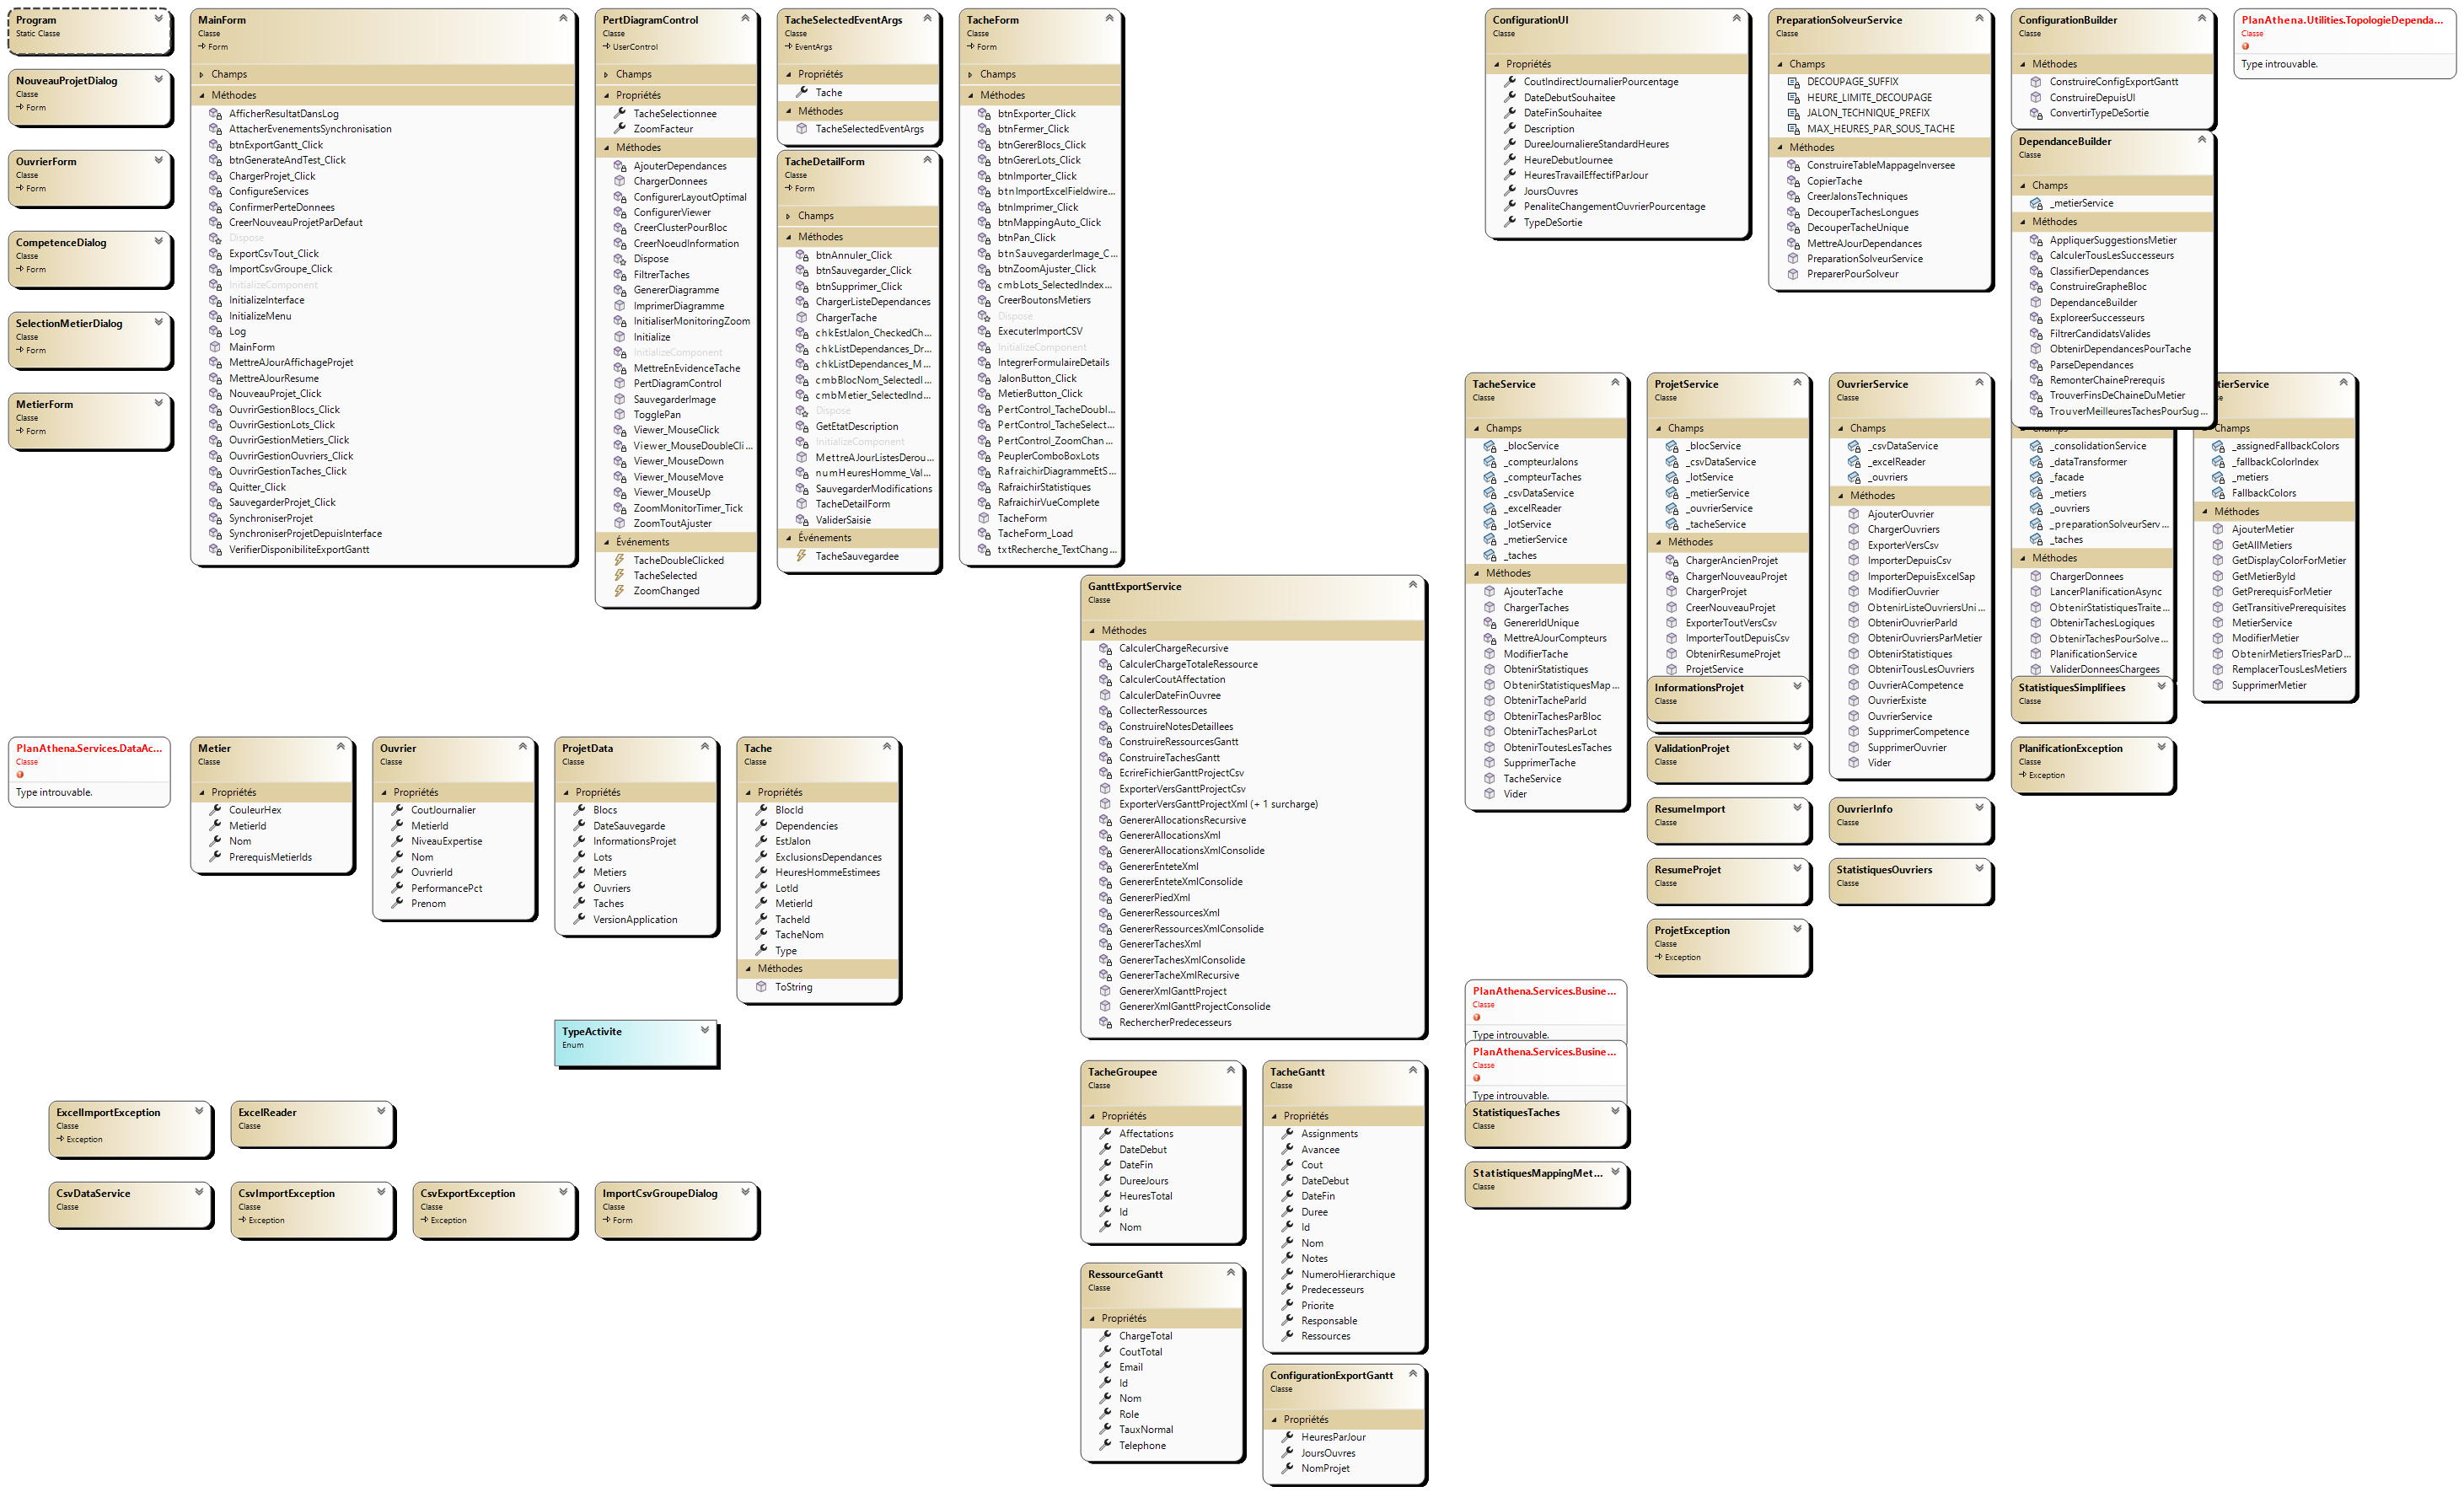 Program
Static Classe
NouveauProjetDialog
Classe
Form
OuvrierForm
Classe
Form
CompetenceDialog
Classe
Form
SelectionMetierDialog
Classe
Form
MetierForm
Classe
Form
MainForm
Classe
Form
Champs
Méthodes
AfficherResultatDansLog
AttacherEvenementsSynchronisation
btnExportGantt_Click
btnGenerateAndTest_Click
ChargerProjet_Click
ConfigureServices
ConfirmerPerteDonnees
CreerNouveauProjetParDefaut
Dispose
ExportCsvTout_Click
ImportCsvGroupe_Click
InitializeComponent
InitializeInterface
InitializeMenu
Log
MainForm
MettreAJourAffichageProjet
MettreAJourResume
NouveauProjet_Click
OuvrirGestionBlocs_Click
OuvrirGestionLots_Click
OuvrirGestionMetiers_Click
OuvrirGestionOuvriers_Click
OuvrirGestionTaches_Click
Quitter_Click
SauvegarderProjet_Click
SynchroniserProjet
SynchroniserProjetDepuisInterface
VerifierDisponibiliteExportGantt
PertDiagramControl
Classe
UserControl
Champs
Propriétés
TacheSelectionnee
ZoomFacteur
Méthodes
AjouterDependances
ChargerDonnees
ConfigurerLayoutOptimal
ConfigurerViewer
CreerClusterPourBloc
CreerNoeudInformation
Dispose
FiltrerTaches
GenererDiagramme
ImprimerDiagramme
InitialiserMonitoringZoom
Initialize
InitializeComponent
MettreEnEvidenceTache
PertDiagramControl
SauvegarderImage
TogglePan
Viewer_MouseClick
Viewer_MouseDoubleCli...
Viewer_MouseDown
Viewer_MouseMove
Viewer_MouseUp
ZoomMonitorTimer_Tick
ZoomToutAjuster
Événements
TacheDoubleClicked
TacheSelected
ZoomChanged
TacheSelectedEventArgs
Classe
EventArgs
Propriétés
Tache
Méthodes
TacheSelectedEventArgs
TacheDetailForm
Classe
Form
Champs
Méthodes
btnAnnuler_Click
btnSauvegarder_Click
btnSupprimer_Click
ChargerListeDependances
ChargerTache
chkEstJalon_CheckedCh...
chkListDependances_Dr...
chkListDependances_M...
cmbBlocNom_SelectedI...
cmbMetier_SelectedInd...
Dispose
GetEtatDescription
InitializeComponent
MettreAJourListesDerou...
numHeuresHomme_Val...
SauvegarderModifications
TacheDetailForm
ValiderSaisie
Événements
TacheSauvegardee
TacheForm
Classe
Form
Champs
Méthodes
btnExporter_Click
btnFermer_Click
btnGererBlocs_Click
btnGererLots_Click
btnImporter_Click
btnImportExcelFieldwire...
btnImprimer_Click
btnMappingAuto_Click
btnPan_Click
btnSauvegarderImage_C...
btnZoomAjuster_Click
cmbLots_SelectedIndex...
CreerBoutonsMetiers
Dispose
ExecuterImportCSV
InitializeComponent
IntegrerFormulaireDetails
JalonButton_Click
MetierButton_Click
PertControl_TacheDoubl...
PertControl_TacheSelect...
PertControl_ZoomChan...
PeuplerComboBoxLots
RafraichirDiagrammeEtS...
RafraichirStatistiques
RafraichirVueComplete
TacheForm
TacheForm_Load
txtRecherche_TextChang...
ConfigurationUI
Classe
Propriétés
CoutIndirectJournalierPourcentage
DateDebutSouhaitee
DateFinSouhaitee
Description
DureeJournaliereStandardHeures
HeureDebutJournee
HeuresTravailEffectifParJour
JoursOuvres
PenaliteChangementOuvrierPourcentage
TypeDeSortie
PreparationSolveurService
Classe
Champs
DECOUPAGE_SUFFIX
HEURE_LIMITE_DECOUPAGE
JALON_TECHNIQUE_PREFIX
MAX_HEURES_PAR_SOUS_TACHE
Méthodes
ConstruireTableMappageInversee
CopierTache
CreerJalonsTechniques
DecouperTachesLongues
DecouperTacheUnique
MettreAJourDependances
PreparationSolveurService
PreparerPourSolveur
ConfigurationBuilder
Classe
Méthodes
ConstruireConfigExportGantt
ConstruireDepuisUI
ConvertirTypeDeSortie
DependanceBuilder
Classe
Champs
_metierService
Méthodes
AppliquerSuggestionsMetier
CalculerTousLesSuccesseurs
ClassifierDependances
ConstruireGrapheBloc
DependanceBuilder
ExploreerSuccesseurs
FiltrerCandidatsValides
ObtenirDependancesPourTache
ParseDependances
RemonterChainePrerequis
TrouverFinsDeChaineDuMetier
TrouverMeilleuresTachesPourSug...
PlanAthena.Utilities.TopologieDependa...
Classe
Type introuvable.
TacheService
Classe
Champs
_blocService
_compteurJalons
_compteurTaches
_csvDataService
_excelReader
_lotService
_metierService
_taches
Méthodes
AjouterTache
ChargerTaches
GenererIdUnique
MettreAJourCompteurs
ModifierTache
ObtenirStatistiques
ObtenirStatistiquesMap...
ObtenirTacheParId
ObtenirTachesParBloc
ObtenirTachesParLot
ObtenirToutesLesTaches
SupprimerTache
TacheService
Vider
ProjetService
Classe
Champs
_blocService
_csvDataService
_lotService
_metierService
_ouvrierService
_tacheService
Méthodes
ChargerAncienProjet
ChargerNouveauProjet
ChargerProjet
CreerNouveauProjet
ExporterToutVersCsv
ImporterToutDepuisCsv
ObtenirResumeProjet
ProjetService
InformationsProjet
Classe
ValidationProjet
Classe
ResumeImport
Classe
ResumeProjet
Classe
ProjetException
Classe
Exception
OuvrierService
Classe
Champs
_csvDataService
_excelReader
_ouvriers
Méthodes
AjouterOuvrier
ChargerOuvriers
ExporterVersCsv
ImporterDepuisCsv
ImporterDepuisExcelSap
ModifierOuvrier
ObtenirListeOuvriersUni...
ObtenirOuvrierParId
ObtenirOuvriersParMetier
ObtenirStatistiques
ObtenirTousLesOuvriers
OuvrierACompetence
OuvrierExiste
OuvrierService
SupprimerCompetence
SupprimerOuvrier
Vider
OuvrierInfo
Classe
StatistiquesOuvriers
Classe
Champs
_consolidationService
_dataTransformer
_facade
_metiers
_ouvriers
_preparationSolveurServ...
_taches
Méthodes
ChargerDonnees
LancerPlanificationAsync
ObtenirStatistiquesTraite...
ObtenirTachesLogiques
ObtenirTachesPourSolve...
PlanificationService
ValiderDonneesChargees
StatistiquesSimplifiees
Classe
PlanificationException
Classe
Exception
tierService
Champs
_assignedFallbackColors
_fallbackColorIndex
_metiers
FallbackColors
Méthodes
AjouterMetier
GetAllMetiers
GetDisplayColorForMetier
GetMetierById
GetPrerequisForMetier
GetTransitivePrerequisites
MetierService
ModifierMetier
ObtenirMetiersTriesParD...
RemplacerTousLesMetiers
SupprimerMetier
GanttExportService
Classe
Méthodes
CalculerChargeRecursive
CalculerChargeTotaleRessource
CalculerCoutAffectation
CalculerDateFinOuvree
CollecterRessources
ConstruireNotesDetaillees
ConstruireRessourcesGantt
ConstruireTachesGantt
EcrireFichierGanttProjectCsv
ExporterVersGanttProjectCsv
ExporterVersGanttProjectXml (+ 1 surcharge)
GenererAllocationsRecursive
GenererAllocationsXml
GenererAllocationsXmlConsolide
GenererEnteteXml
GenererEnteteXmlConsolide
GenererPiedXml
GenererRessourcesXml
GenererRessourcesXmlConsolide
GenererTachesXml
GenererTachesXmlConsolide
GenererTacheXmlRecursive
GenererXmlGanttProject
GenererXmlGanttProjectConsolide
RechercherPredecesseurs
PlanAthena.Services.DataAc...
Classe
Type introuvable.
Metier
Classe
Propriétés
CouleurHex
MetierId
Nom
PrerequisMetierIds
Ouvrier
Classe
Propriétés
CoutJournalier
MetierId
NiveauExpertise
Nom
OuvrierId
PerformancePct
Prenom
ProjetData
Classe
Propriétés
Blocs
DateSauvegarde
InformationsProjet
Lots
Metiers
Ouvriers
Taches
VersionApplication
Tache
Classe
Propriétés
BlocId
Dependencies
EstJalon
ExclusionsDependances
HeuresHommeEstimees
LotId
MetierId
TacheId
TacheNom
Type
Méthodes
ToString
TypeActivite
Enum
ExcelImportException
Classe
Exception
ExcelReader
Classe
CsvDataService
Classe
CsvImportException
Classe
Exception
CsvExportException
Classe
Exception
ImportCsvGroupeDialog
Classe
Form
TacheGroupee
Classe
Propriétés
Affectations
DateDebut
DateFin
DureeJours
HeuresTotal
Id
Nom
RessourceGantt
Classe
Propriétés
ChargeTotal
CoutTotal
Email
Id
Nom
Role
TauxNormal
Telephone
TacheGantt
Classe
Propriétés
Assignments
Avancee
Cout
DateDebut
DateFin
Duree
Id
Nom
Notes
NumeroHierarchique
Predecesseurs
Priorite
Responsable
Ressources
ConfigurationExportGantt
Classe
Propriétés
HeuresParJour
JoursOuvres
NomProjet
PlanAthena.Services.Busine...
Classe
Type introuvable.
PlanAthena.Services.Busine...
Classe
Type introuvable.
StatistiquesTaches
Classe
StatistiquesMappingMet...
Classe